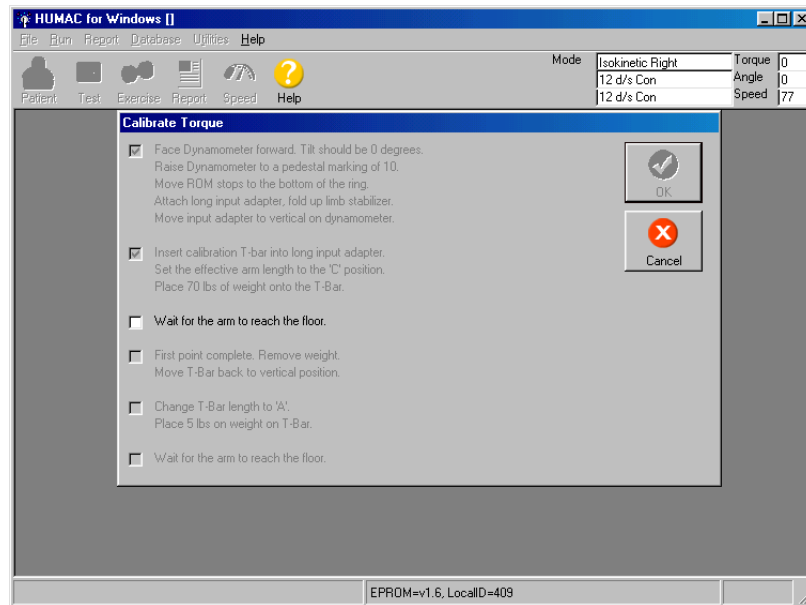 HUMAC for Windows []
File Run Report Database Utilities Help
Patient Test Exercise Report Speed Help
Mode Isokinetic Right Torque 0
12 d/s Con Angle 0
12 d/s Con Speed 77
Calibrate Torque
Face Dynamometer forward. Tilt should be 0 degrees.
Raise Dynamometer to a pedestal marking of 10.
Move ROM stops to the bottom of the ring.
Attach long input adapter, fold up limb stabilizer.
Move input adapter to vertical on dynamometer.
OK
Insert calibration T-bar into long input adapter.
Set the effective arm length to the 'C' position.
Place 70 lbs of weight onto the T-Bar.
Cancel
Wait for the arm to reach the floor.
First point complete. Remove weight.
Move T-Bar back to vertical position.
Change T-Bar length to 'A'.
Place 5 lbs on weight on T-Bar.
Wait for the arm to reach the floor.
EPROM=v1.6, LocalID=409